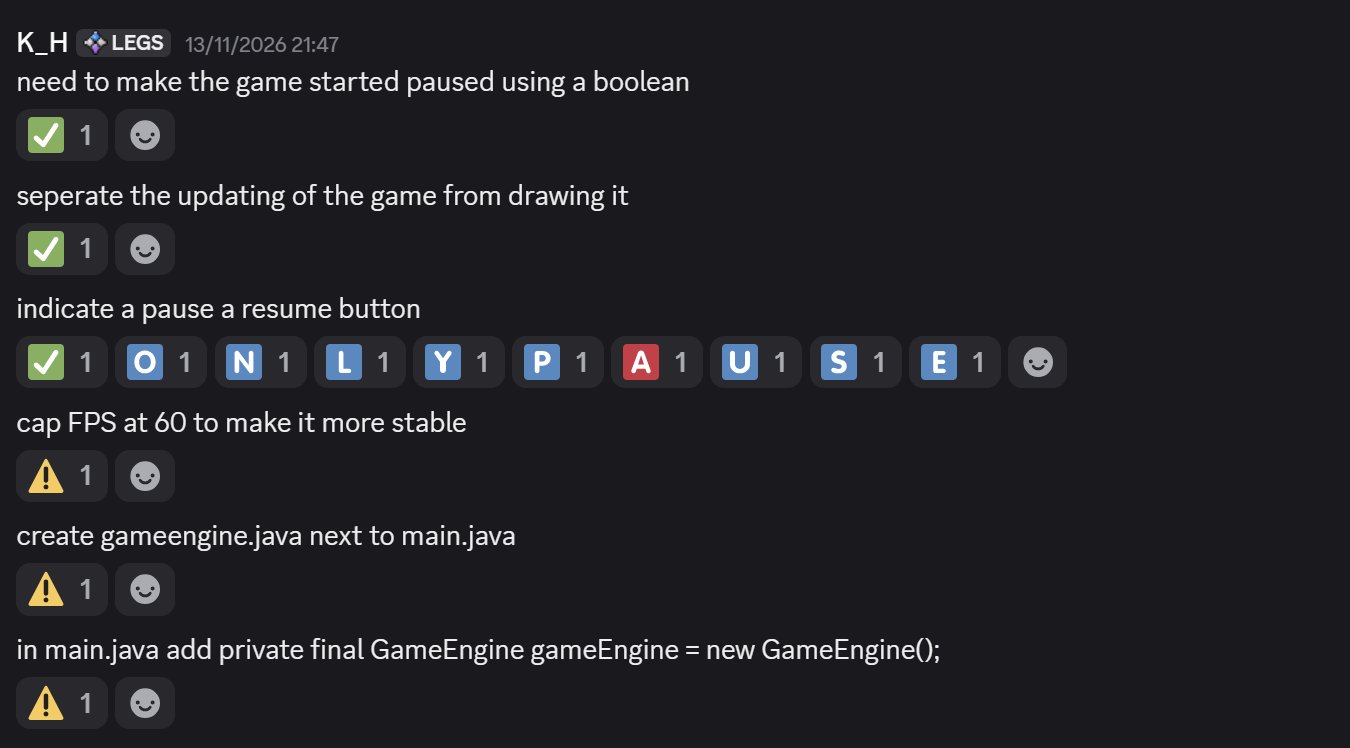 K_H LEGS 13/11/2026 21:47
need to make the game started paused using a boolean
✅ 1
seperate the updating of the game from drawing it
✅ 1
indicate a pause a resume button
✅ 1 O 1 N 1 L 1 Y 1 P 1 A 1 U 1 S 1 E 1
cap FPS at 60 to make it more stable
⚠️ 1
create gameengine.java next to main.java
⚠️ 1
in main.java add private final GameEngine gameEngine = new GameEngine();
⚠️ 1